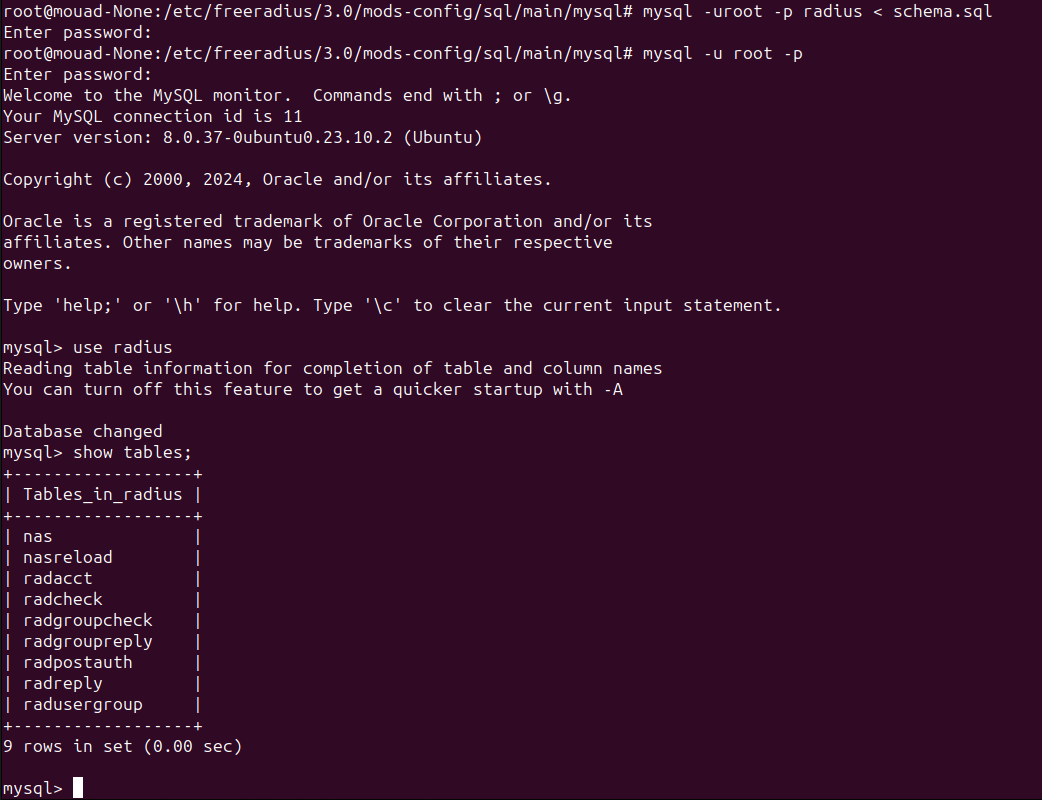 root@mouad-None:/etc/freeradius/3.0/mods-config/sql/main/mysql# mysql -uroot -p radius < schema.sql
Enter password:
root@mouad-None:/etc/freeradius/3.0/mods-config/sql/main/mysql# mysql -u root -p
Enter password:
Welcome to the MySQL monitor.  Commands end with ; or \g.
Your MySQL connection id is 11
Server version: 8.0.37-0ubuntu0.23.10.2 (Ubuntu)

Copyright (c) 2000, 2024, Oracle and/or its affiliates.

Oracle is a registered trademark of Oracle Corporation and/or its
affiliates. Other names may be trademarks of their respective
owners.

Type 'help;' or '\h' for help. Type '\c' to clear the current input statement.

mysql> use radius
Reading table information for completion of table and column names
You can turn off this feature to get a quicker startup with -A

Database changed
mysql> show tables;
+------------------+
| Tables_in_radius |
+------------------+
| nas              |
| nasreload        |
| radacct          |
| radcheck         |
| radgroupcheck    |
| radgroupreply    |
| radpostauth      |
| radreply         |
| radusergroup     |
+------------------+
9 rows in set (0.00 sec)

mysql>